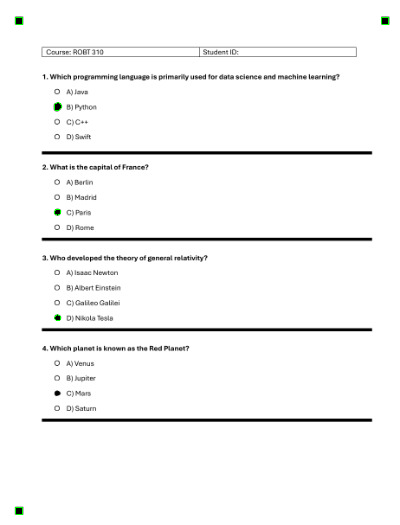 Course: ROBT 310 Student ID:
1. Which programming language is primarily used for data science and machine learning?
A) Java
B) Python
C) C++
D) Swift
2. What is the capital of France?
A) Berlin
B) Madrid
C) Paris
D) Rome
3. Who developed the theory of general relativity?
A) Isaac Newton
B) Albert Einstein
C) Galileo Galilei
D) Nikola Tesla
4. Which planet is known as the Red Planet?
A) Venus
B) Jupiter
C) Mars
D) Saturn